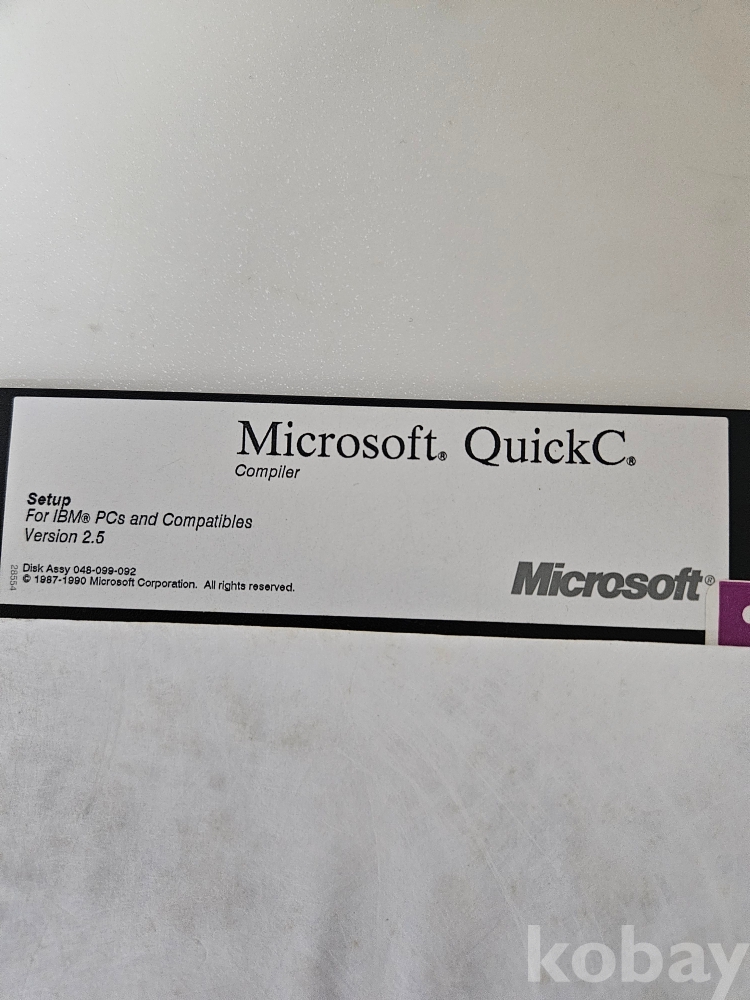 Microsoft® QuickC®
Compiler
Setup
For IBM® PCs and Compatibles
Version 2.5
Disk Assy 048-099-092
© 1987-1990 Microsoft Corporation. All rights reserved.
28554
Microsoft®
kobay